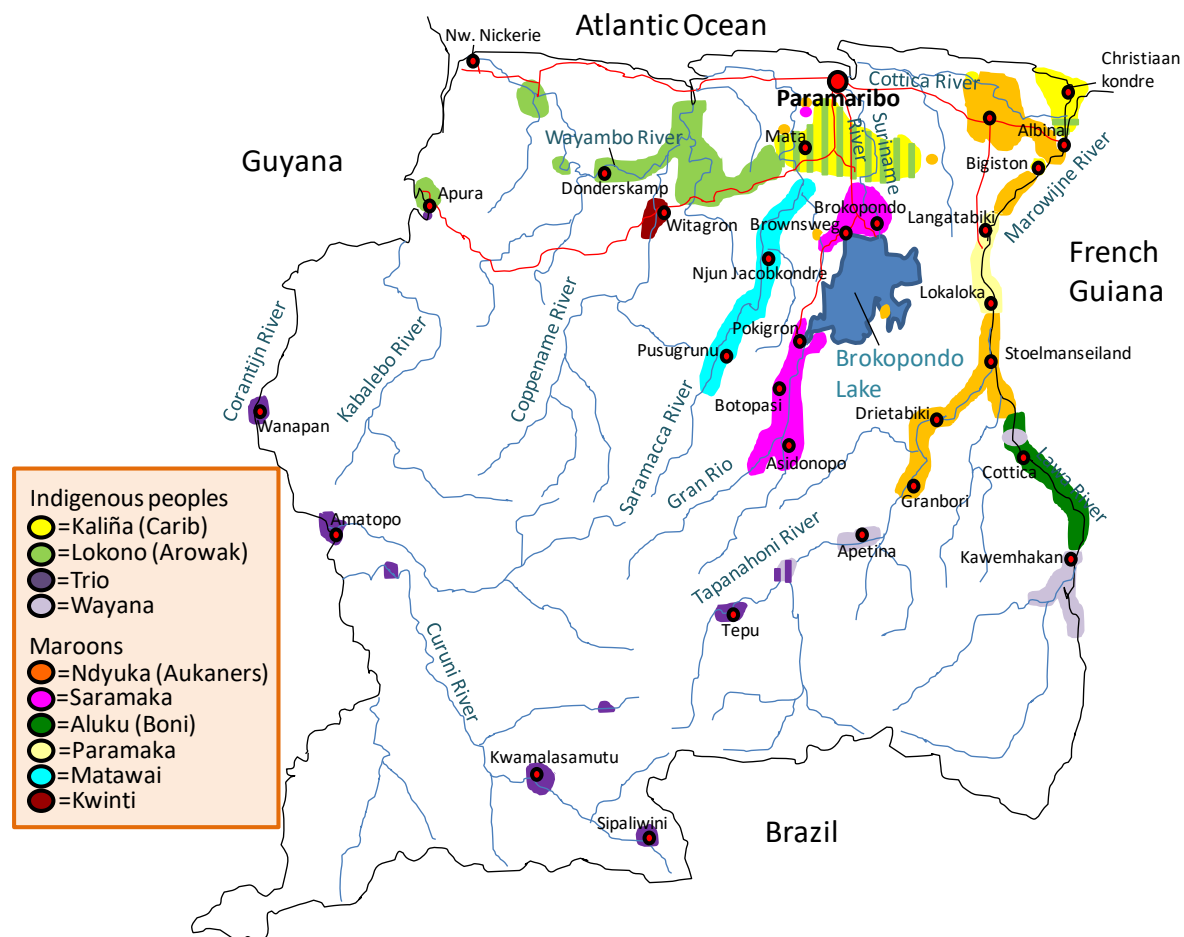 Atlantic Ocean
Nw. Nickerie
Christiaan
kondre
Cottica River
Paramaribo
Guyana
Wayambo River
Mata
Suriname
River
Albina
Bigiston
Marowijne River
Donderskamp
Apura
Witagron
Brokopondo
Brownsweg
Langatabiki
French
Guiana
Njun Jacobkondre
Lokaloka
Pokigron
Pusugrunu
Stoelmanseiland
Brokopondo
Lake
Corantijn River
Kabalebo River
Coppename River
Saramacca River
Botopasi
Drietabiki
Wanapan
Asidonopo
Gran Rio
Cottica
Lawa River
Granbori
Amatopo
Tapanahoni River
Apetina
Kawemhakan
Tepu
Curuni River
Kwamalasamutu
Sipaliwini
Brazil
Indigenous peoples
=Kaliña (Carib)
=Lokono (Arowak)
=Trio
=Wayana
Maroons
=Ndyuka (Aukaners)
=Saramaka
=Aluku (Boni)
=Paramaka
=Matawai
=Kwinti